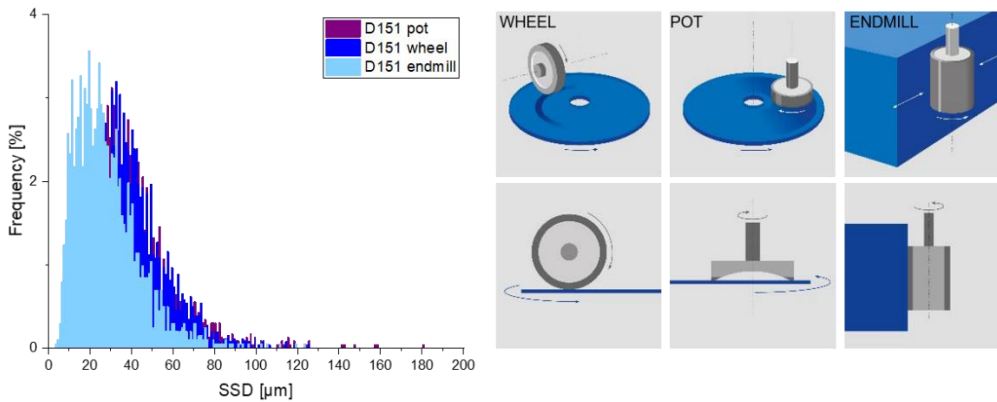 D151 pot
D151 wheel
D151 endmill
Frequency [%]
4
2
0
0 20 40 60 80 100 120 140 160 180 200
SSD [µm]
WHEEL
POT
ENDMILL